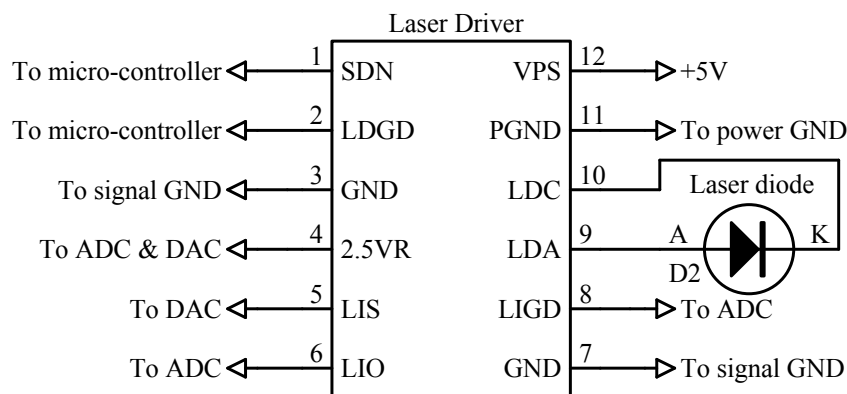 Laser Driver
To micro-controller 1 SDN VPS 12 +5V
To micro-controller 2 LDGD PGND 11 To power GND
To signal GND 3 GND LDC 10 Laser diode
To ADC & DAC 4 2.5VR LDA 9 A K
D2
To DAC 5 LIS LIGD 8 To ADC
To ADC 6 LIO GND 7 To signal GND